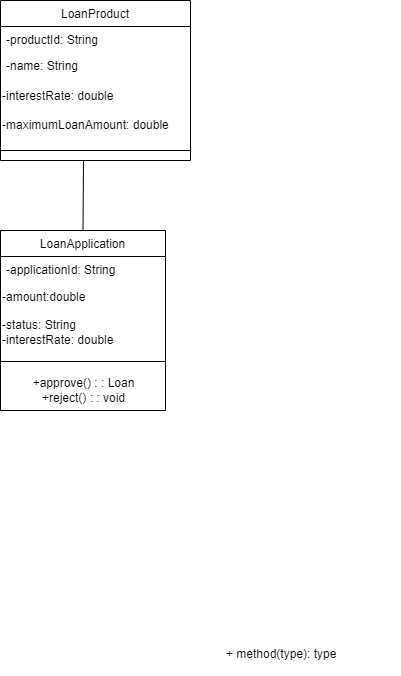 LoanProduct
-productId: String
-name: String
-interestRate: double
-maximumLoanAmount: double
LoanApplication
-applicationId: String
-amount:double
-status: String
-interestRate: double
+approve() : : Loan
+reject() : : void
+ method(type): type